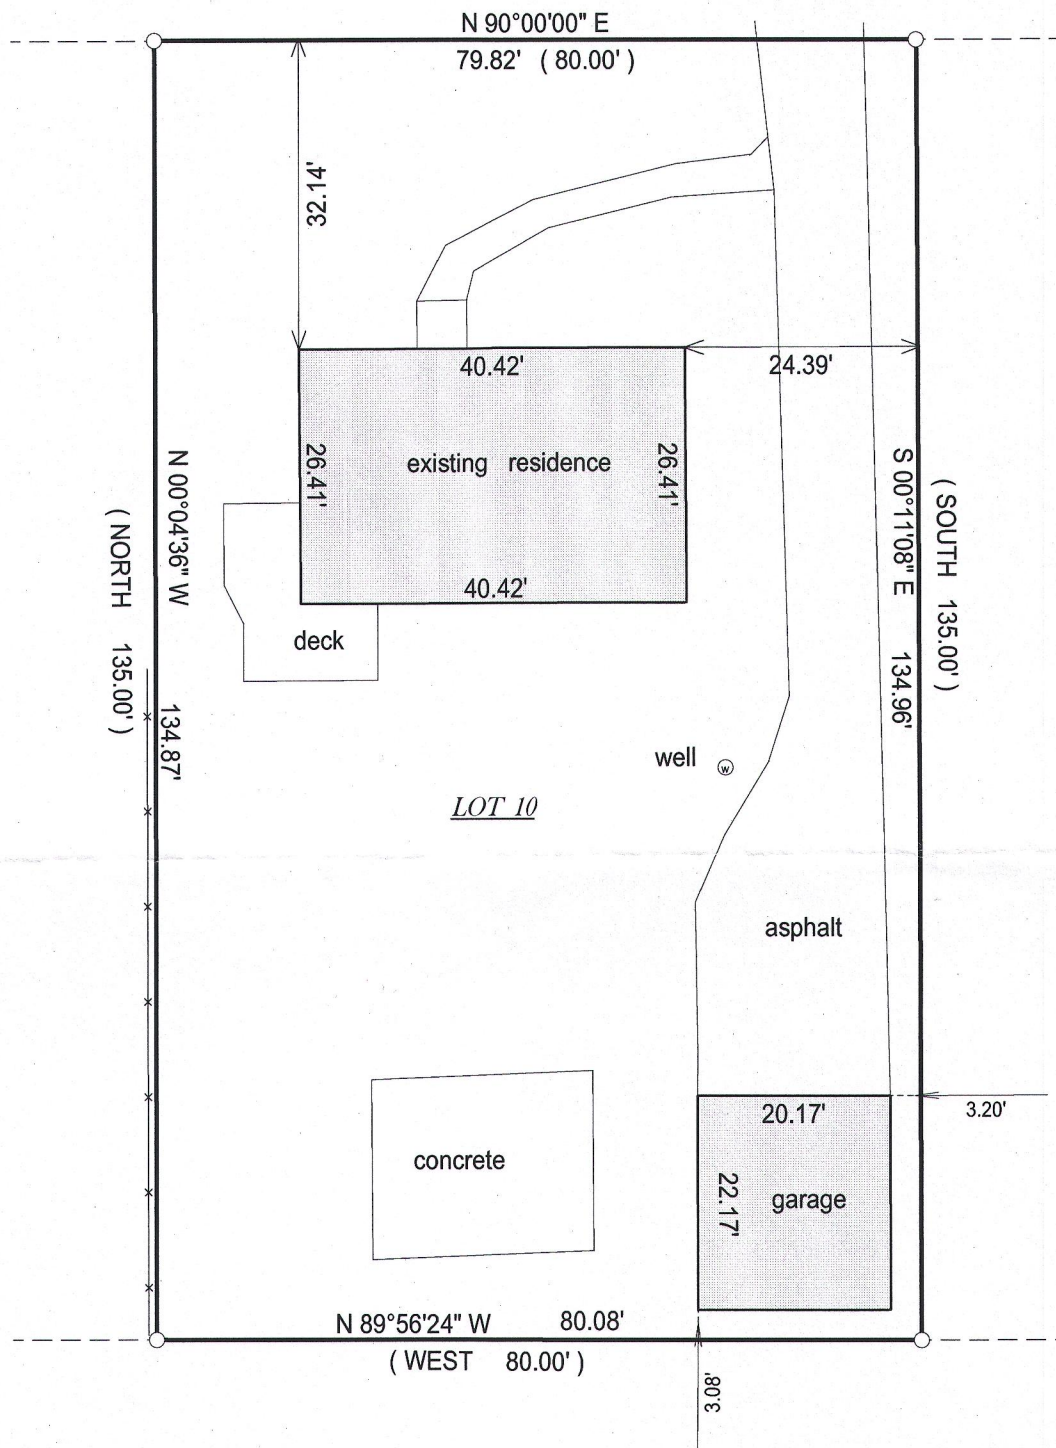 N 90°00'00" E
79.82' ( 80.00' )
32.14'
40.42'
24.39'
26.41'
existing residence
26.41'
40.42'
deck
N 00°04'36" W
134.87'
( NORTH 135.00' )
S 00°11'08" E 134.96'
( SOUTH 135.00' )
well
w
LOT 10
asphalt
20.17'
3.20'
concrete
22.17'
garage
N 89°56'24" W 80.08'
( WEST 80.00' )
3.08'